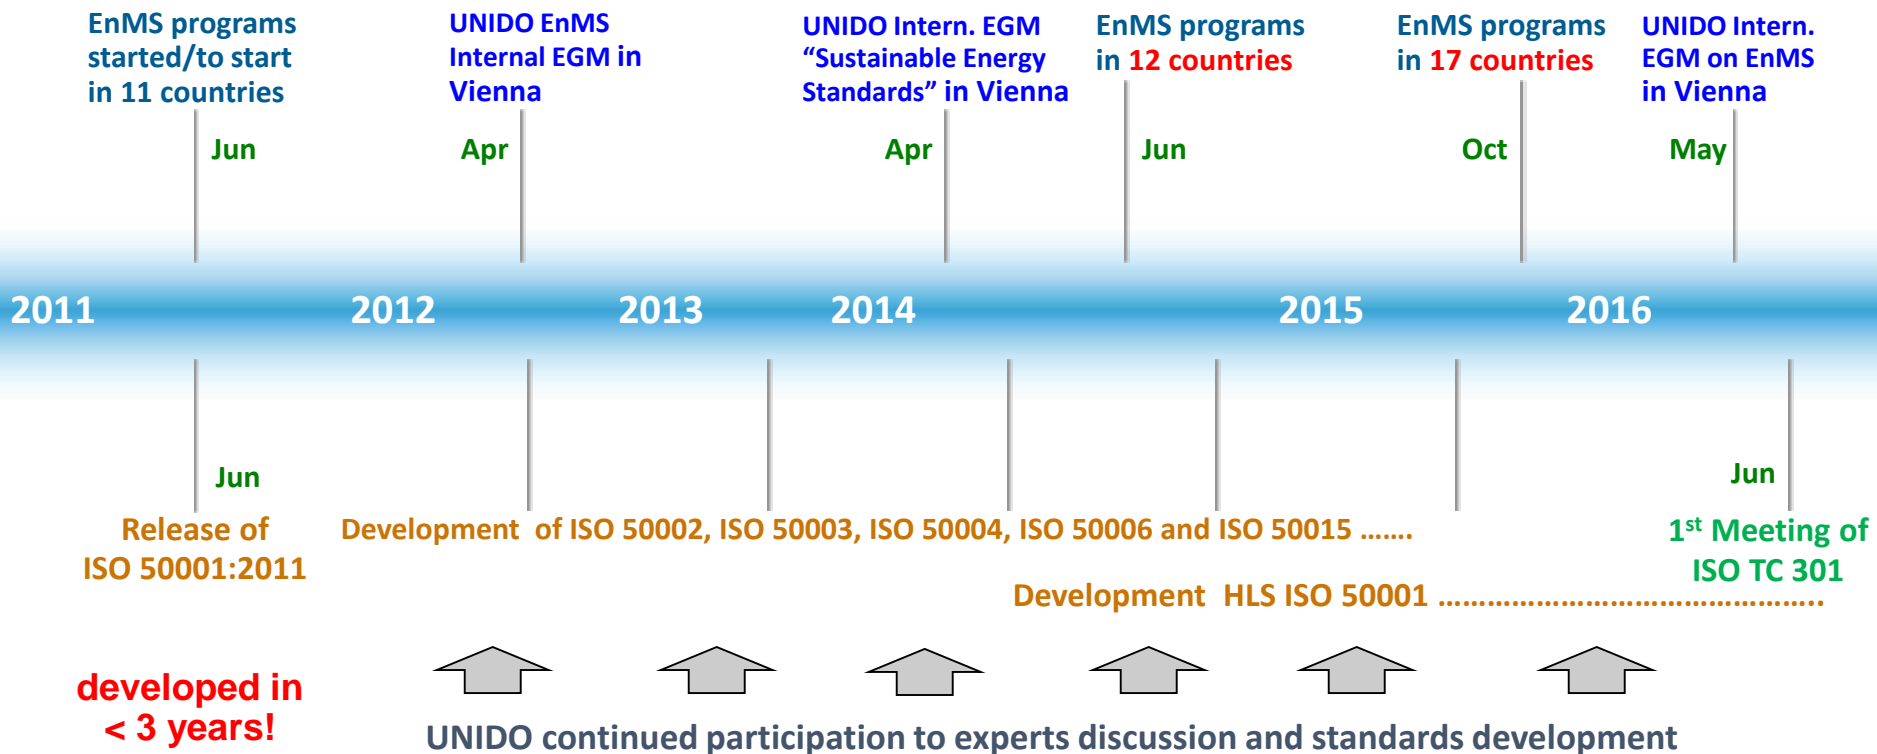 EnMS programs
started/to start
in 11 countries
UNIDO EnMS
Internal EGM in
Vienna
UNIDO Intern. EGM
“Sustainable Energy
Standards” in Vienna
EnMS programs
in 12 countries
EnMS programs
in 17 countries
UNIDO Intern.
EGM on EnMS
in Vienna
Jun
Apr
Apr
Jun
Oct
May
2011
2012
2013
2014
2015
2016
Jun
Jun
Release of
ISO 50001:2011
Development of ISO 50002, ISO 50003, ISO 50004, ISO 50006 and ISO 50015 …….
1st Meeting of
ISO TC 301
Development HLS ISO 50001 ………………………………………..
developed in
< 3 years!
UNIDO continued participation to experts discussion and standards development